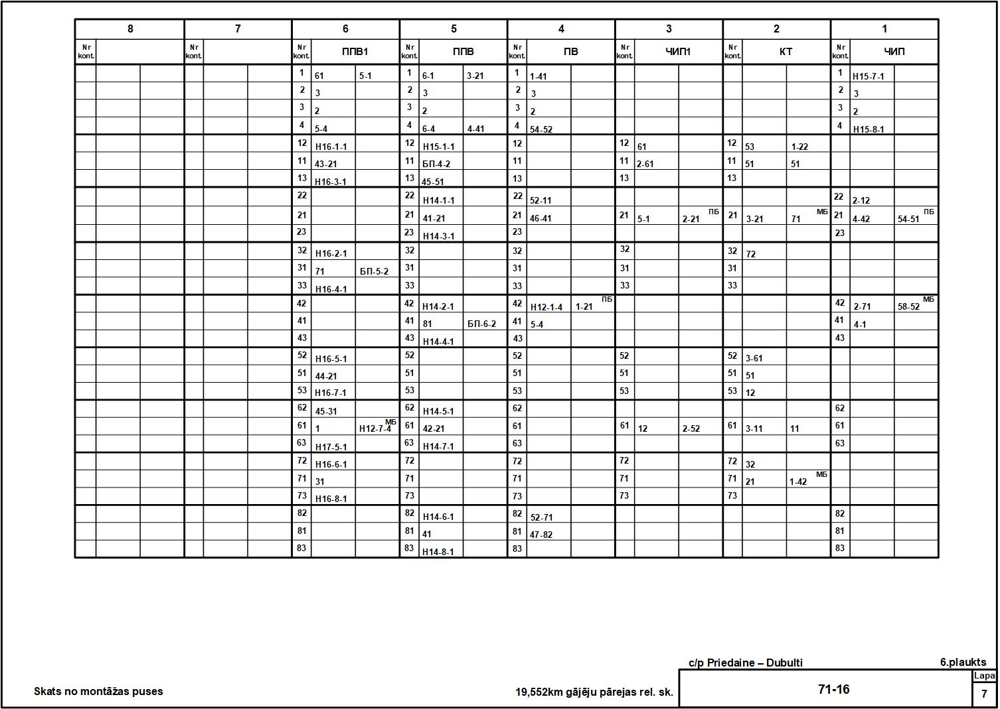 8 7 6 5 4 3 2 1
Nr kont. Nr kont. Nr kont. ППВ1 Nr kont. ППВ Nr kont. ПВ Nr kont. ЧИП1 Nr kont. КТ Nr kont. ЧИП
1 61 5-1 1 6-1 3-21 1 1-41 1 Н15-7-1
2 3 2 3 2 3 2 3
3 2 3 2 3 2 3 2
4 5-4 4 6-4 4-41 4 54-52 4 Н15-8-1
12 Н16-1-1 12 Н15-1-1 12 12 61 12 53 1-22
11 43-21 11 БП-4-2 11 11 2-61 11 51 51
13 Н16-3-1 13 45-51 13 13 13
22 22 Н14-1-1 22 52-11 22 2-12
21 21 41-21 21 46-41 21 5-1 2-21 ПБ 21 3-21 71 МБ 21 4-42 54-51 ПБ
23 23 Н14-3-1 23 23
32 Н16-2-1 32 32 32 32 72
31 71 БП-5-2 31 31 31 31
33 Н16-4-1 33 33 33 33
42 42 Н14-2-1 42 Н12-1-4 1-21 ПБ 42 2-71 58-52 МБ
41 41 81 БП-6-2 41 5-4 41 4-1
43 43 Н14-4-1 43 43
52 Н16-5-1 52 52 52 52 3-61
51 44-21 51 51 51 51 51
53 Н16-7-1 53 53 53 53 12
62 45-31 62 Н14-5-1 62 62
61 1 Н12-7-4 МБ 61 42-21 61 61 12 2-52 61 3-11 11 61
63 Н17-5-1 63 Н14-7-1 63 63
72 Н16-6-1 72 72 72 72 32
71 31 71 71 71 71 21 1-42 МБ
73 Н16-8-1 73 73 73 73
82 82 Н14-6-1 82 52-71 82
81 81 41 81 47-82 81
83 83 Н14-8-1 83 83
c/p Priedaine – Dubulti 6.plaukts
Skats no montāžas puses 19,552km gājēju pārejas rel. sk. 71-16 Lapa
7